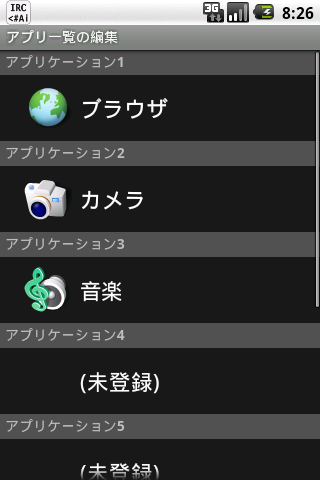 IRC
<#Ai
3G
8:26
アプリ一覧の編集
アプリケーション1
ブラウザ
アプリケーション2
カメラ
アプリケーション3
音楽
アプリケーション4
(未登録)
アプリケーション5
(未登録)